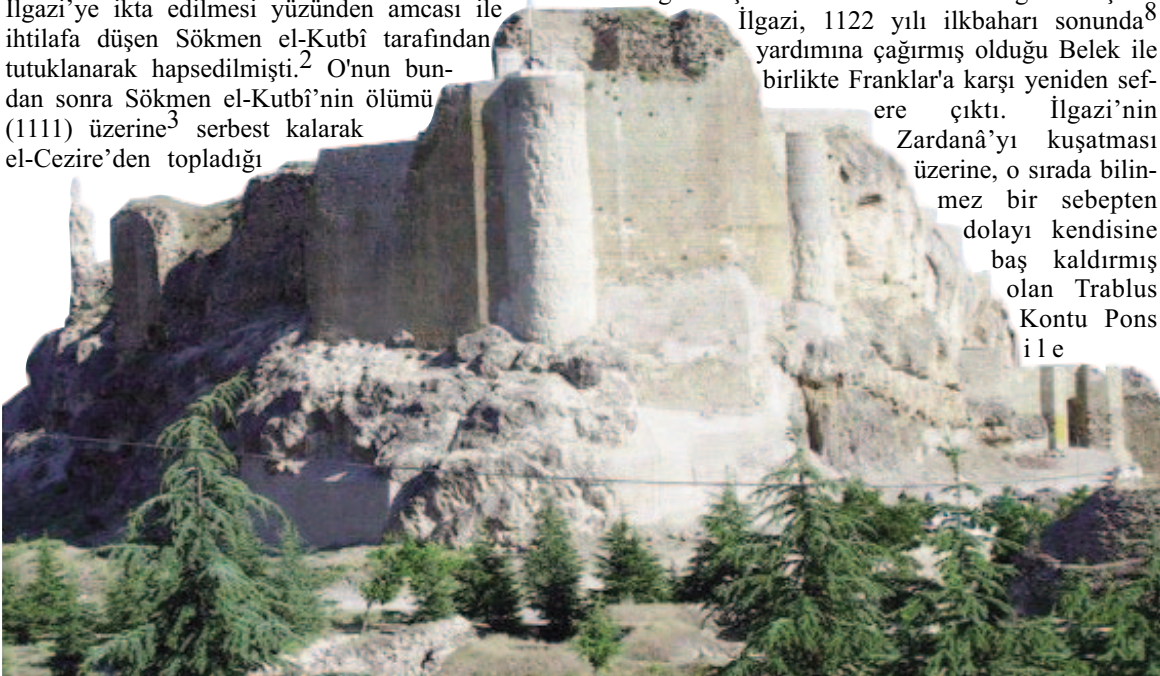 İlgazi’ye ikta edilmesi yüzünden amcası ile
ihtilafa düşen Sökmen el-Kutbî tarafından
tutuklanarak hapsedilmişti.2 O'nun bun-
dan sonra Sökmen el-Kutbî’nin ölümü
(1111) üzerine3 serbest kalarak
el-Cezire’den topladığı
İlgazi, 1122 yılı ilkbaharı sonunda8
yardımına çağırmış olduğu Belek ile
birlikte Franklar'a karşı yeniden sef-
ere çıktı. İlgazi’nin
Zardanâ’yı kuşatması
üzerine, o sırada bilin-
mez bir sebepten
dolayı kendisine
baş kaldırmış
olan Trablus
Kontu Pons
ile